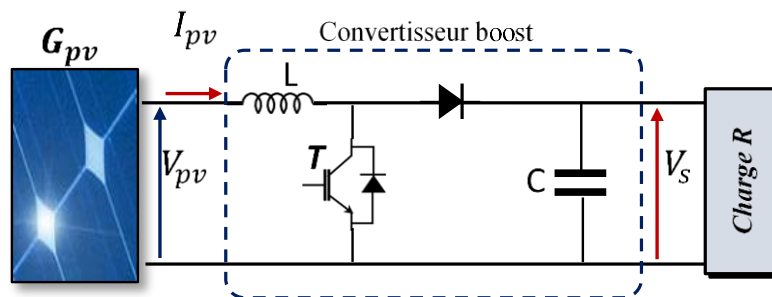 Convertisseur boost
G_pv
I_pv
L
V_pv
T
C
V_s
Charge R